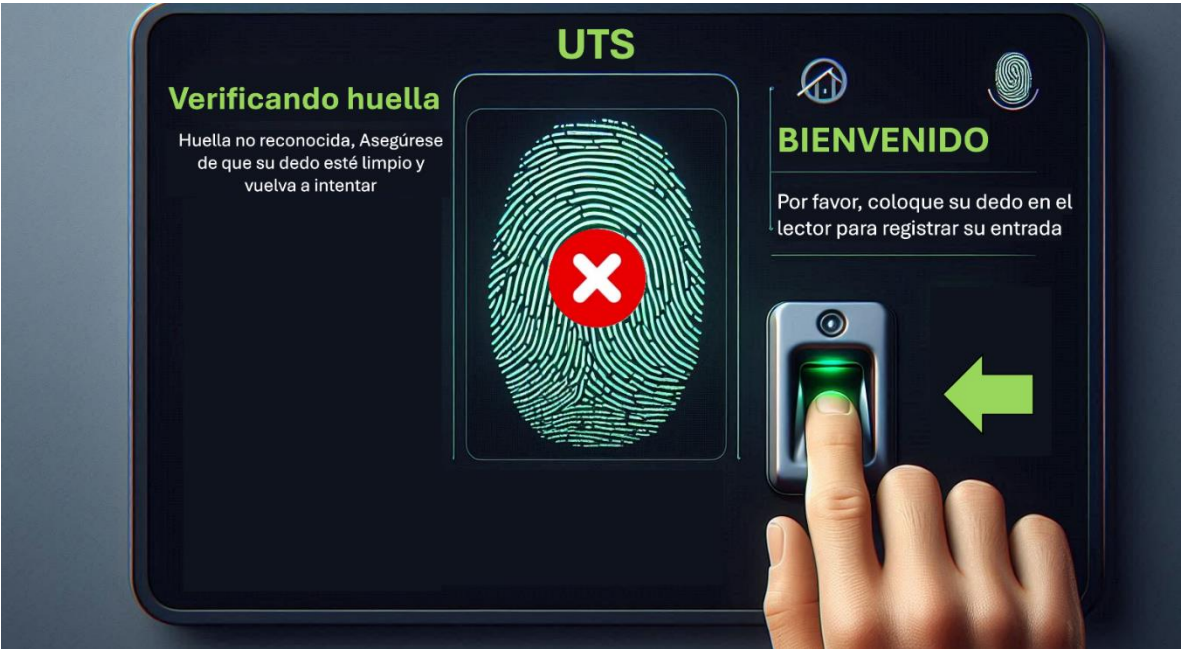 UTS
Verificando huella
Huella no reconocida, Asegúrese
de que su dedo esté limpio y
vuelva a intentar
BIENVENIDO
Por favor, coloque su dedo en el
lector para registrar su entrada